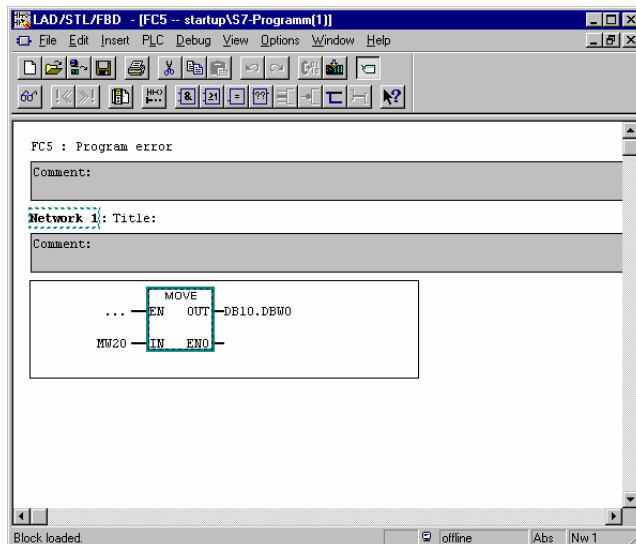 LAD/STL/FBD - [FC5 -- startup\S7-Programm(1)]
File Edit Insert PLC Debug View Options Window Help
FC5 : Program error
Comment:
Network 1: Title:
Comment:
MOVE
... EN OUT DB10.DBW0
MW20 IN ENO
Block loaded. offline Abs Nw 1